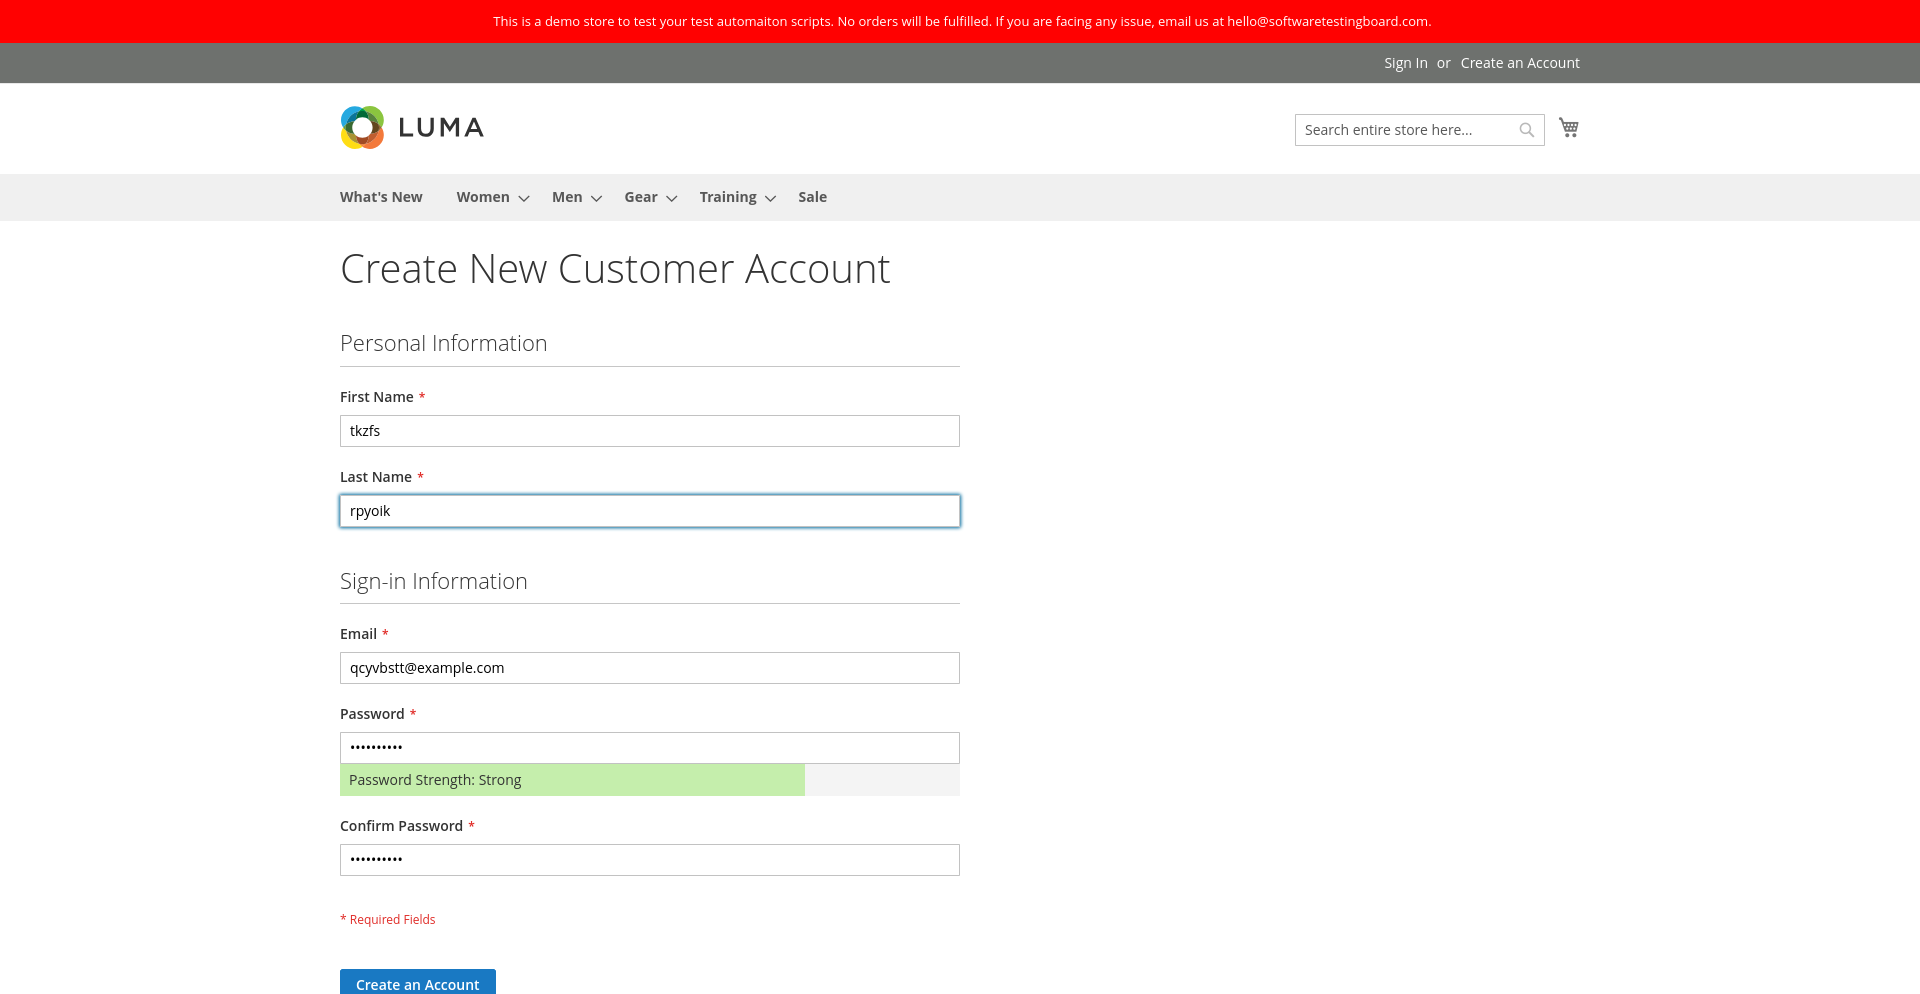 This is a demo store to test your test automaiton scripts. No orders will be fulfilled. If you are facing any issue, email us at hello@softwaretestingboard.com.
Sign In or Create an Account
LUMA
Search entire store here...
What's New Women Men Gear Training Sale
Create New Customer Account
Personal Information
First Name *
tkzfs
Last Name *
rpyoik
Sign-in Information
Email *
qcyvbstt@example.com
Password *
••••••••••
Password Strength: Strong
Confirm Password *
••••••••••
* Required Fields
Create an Account